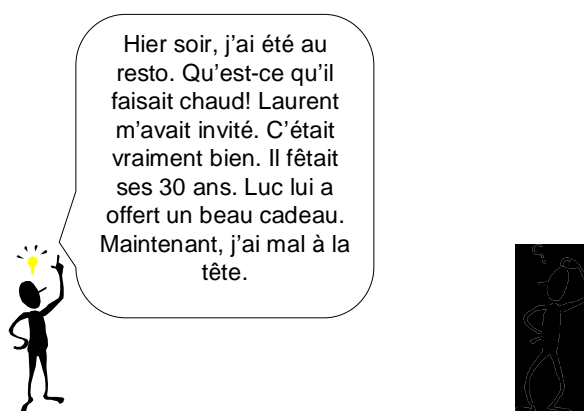 Hier soir, j’ai été au
resto. Qu’est-ce qu’il
faisait chaud! Laurent
m’avait invité. C’était
vraiment bien. Il fêtait
ses 30 ans. Luc lui a
offert un beau cadeau.
Maintenant, j’ai mal à la
tête.